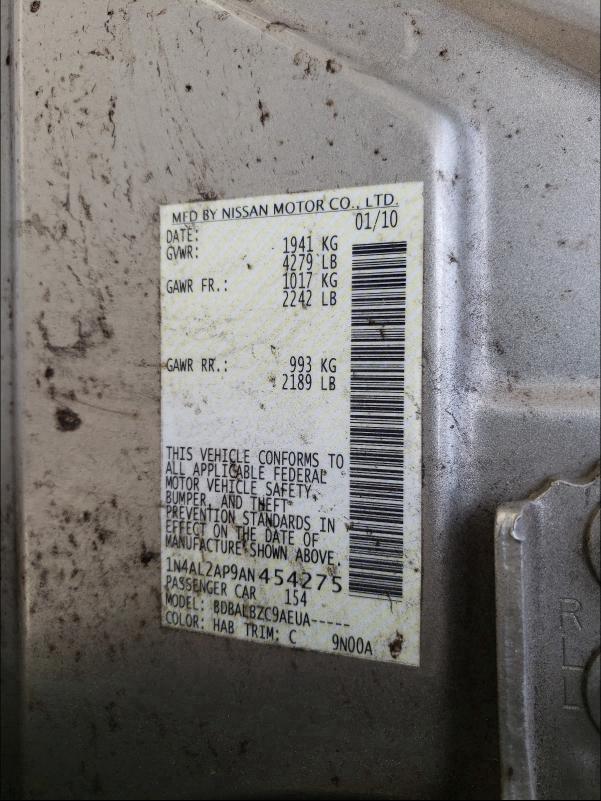 MFD BY NISSAN MOTOR CO., LTD.
DATE: 01/10
GVWR: 1941 KG
4279 LB
GAWR FR.: 1017 KG
2242 LB
GAWR RR.: 993 KG
2189 LB
THIS VEHICLE CONFORMS TO
ALL APPLICABLE FEDERAL
MOTOR VEHICLE SAFETY,
BUMPER, AND THEFT
PREVENTION STANDARDS IN
EFFECT ON THE DATE OF
MANUFACTURE SHOWN ABOVE.
1N4AL2AP9AN454275
PASSENGER CAR 154
MODEL: BDBALBZC9AEUA-----
COLOR: HAB TRIM: C 9N00A
R
L
L